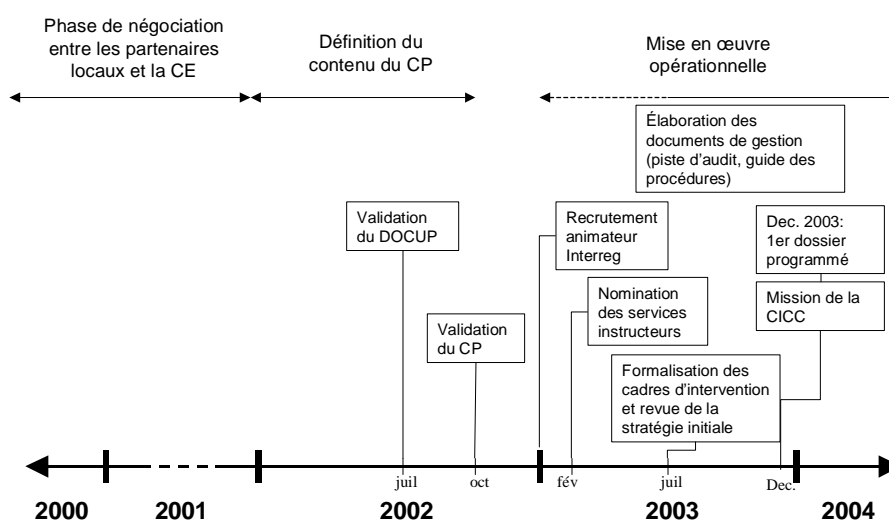 Phase de négociation
entre les partenaires
locaux et la CE
Définition du
contenu du CP
Mise en œuvre
opérationnelle
Élaboration des
documents de gestion
(piste d'audit, guide des
procédures)
Validation
du DOCUP
Recrutement
animateur
Interreg
Dec. 2003:
1er dossier
programmé
Nomination
des services
instructeurs
Mission de la
CICC
Validation
du CP
Formalisation des
cadres d'intervention
et revue de la
stratégie initiale
juil
oct
fév
juil
Dec.
2000
2001
2002
2003
2004